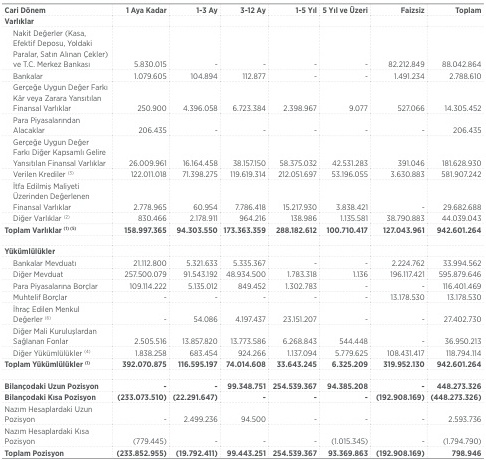 Cari Dönem 1 Aya Kadar 1-3 Ay 3-12 Ay 1-5 Yıl 5 Yıl ve Üzeri Faizsiz Toplam
Varlıklar
Nakit Değerler (Kasa,
Efektif Deposu, Yoldaki
Paralar, Satın Alınan Çekler)
ve T.C. Merkez Bankası 5.830.015 - - - - 82.212.849 88.042.864
Bankalar 1.079.605 104.894 112.877 - - 1.491.234 2.788.610
Gerçeğe Uygun Değer Farkı
Kâr veya Zarara Yansıtılan
Finansal Varlıklar 250.900 4.396.058 6.723.384 2.398.967 9.077 527.066 14.305.452
Para Piyasalarından
Alacaklar 206.435 - - - - - 206.435
Gerçeğe Uygun Değer
Farkı Diğer Kapsamlı Gelire
Yansıtılan Finansal Varlıklar 26.009.961 16.164.458 38.157.150 58.375.032 42.531.283 391.046 181.628.930
Verilen Krediler (3) 122.011.018 71.398.275 119.619.314 212.051.697 53.196.055 3.630.883 581.907.242
İtfa Edilmiş Maliyeti
Üzerinden Değerlenen
Finansal Varlıklar 2.778.965 60.954 7.786.418 15.217.930 3.838.421 - 29.682.688
Diğer Varlıklar (2) 830.466 2.178.911 964.216 138.986 1.135.581 38.790.883 44.039.043
Toplam Varlıklar (1) (5) 158.997.365 94.303.550 173.363.359 288.182.612 100.710.417 127.043.961 942.601.264
Yükümlülükler
Bankalar Mevduatı 21.112.800 5.321.633 5.335.367 - - 2.224.762 33.994.562
Diğer Mevduat 257.500.079 91.543.192 48.934.500 1.783.318 1.136 196.117.421 595.879.646
Para Piyasalarına Borçlar 109.114.222 5.135.012 849.452 1.302.783 - - 116.401.469
Muhtelif Borçlar - - - - - 13.178.530 13.178.530
İhraç Edilen Menkul
Değerler (6) - 54.086 4.197.437 23.151.207 - - 27.402.730
Diğer Mali Kuruluşlardan
Sağlanan Fonlar 2.505.516 13.857.820 13.773.586 6.268.843 544.448 - 36.950.213
Diğer Yükümlülükler (4) 1.838.258 683.454 924.266 1.137.094 5.779.625 108.431.417 118.794.114
Toplam Yükümlülükler (1) 392.070.875 116.595.197 74.014.608 33.643.245 6.325.209 319.952.130 942.601.264
Bilançodaki Uzun Pozisyon - - 99.348.751 254.539.367 94.385.208 - 448.273.326
Bilançodaki Kısa Pozisyon (233.073.510) (22.291.647) - - - (192.908.169) (448.273.326)
Nazım Hesaplardaki Uzun
Pozisyon - 2.499.236 94.500 - - - 2.593.736
Nazım Hesaplardaki Kısa
Pozisyon (779.445) - - - (1.015.345) - (1.794.790)
Toplam Pozisyon (233.852.955) (19.792.411) 99.443.251 254.539.367 93.369.863 (192.908.169) 798.946